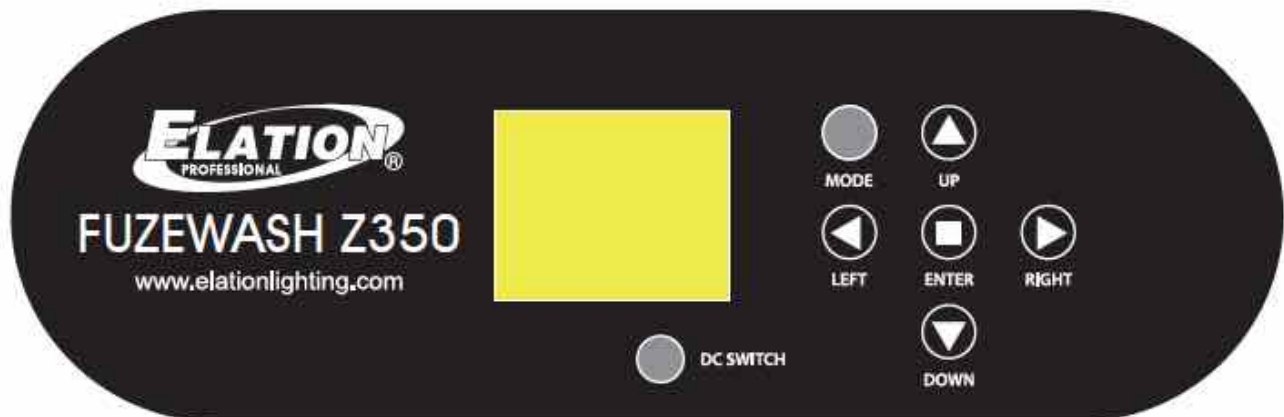 ELATION®
PROFESSIONAL
FUZEWASH Z350
www.elationlighting.com
MODE UP
LEFT ENTER RIGHT
DC SWITCH
DOWN